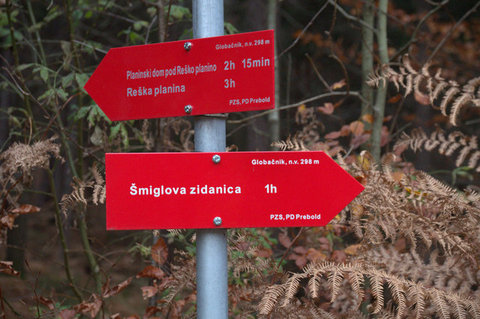 Globačnik, n.v. 298 m
Planinski dom pod Reško planino 2h 15min
Reška planina 3h
PZS, PD Prebold
Globačnik, n.v. 298 m
Šmiglova zidanica 1h
PZS, PD Prebold